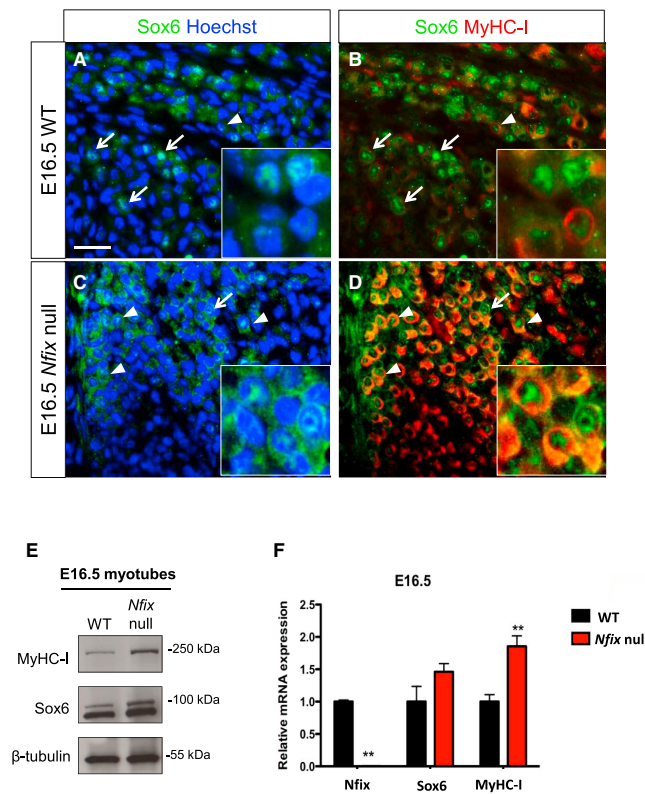 Sox6 Hoechst
Sox6 MyHC-I
E16.5 WT
A
B
E16.5 Nfix null
C
D
E
E16.5 myotubes
WT
Nfix
null
MyHC-I
-250 kDa
Sox6
-100 kDa
β-tubulin
-55 kDa
F
E16.5
Relative mRNA expression
2.5
2.0
1.5
1.0
0.5
0.0
**
**
Nfix
Sox6
MyHC-I
WT
Nfix nul